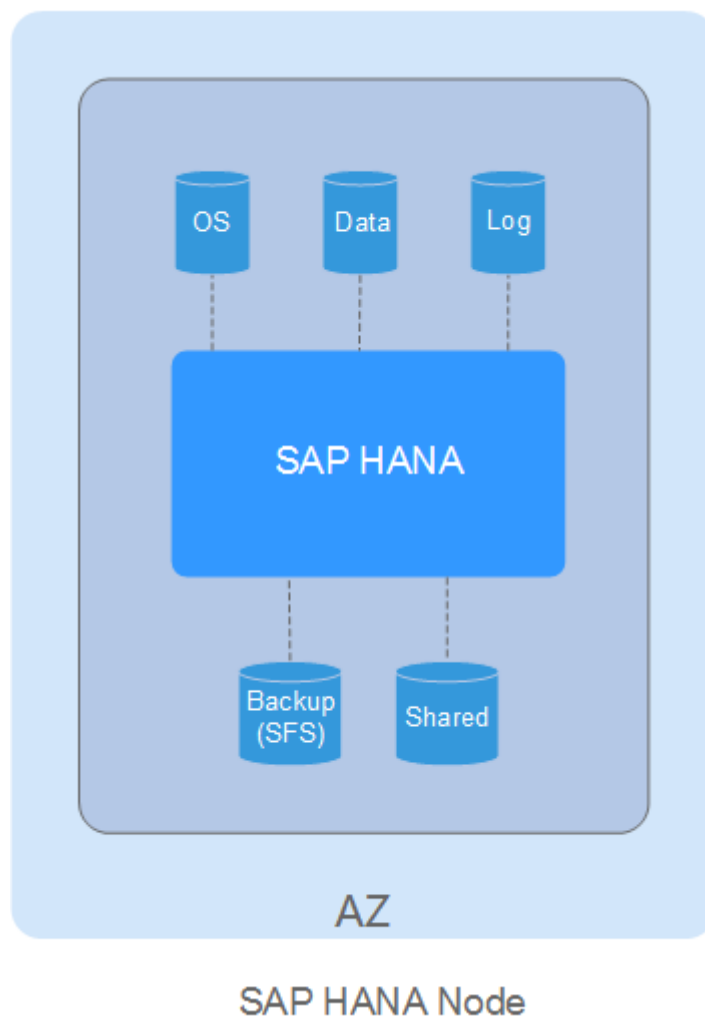 OS
Data
Log
SAP HANA
Backup
(SFS)
Shared
AZ
SAP HANA Node